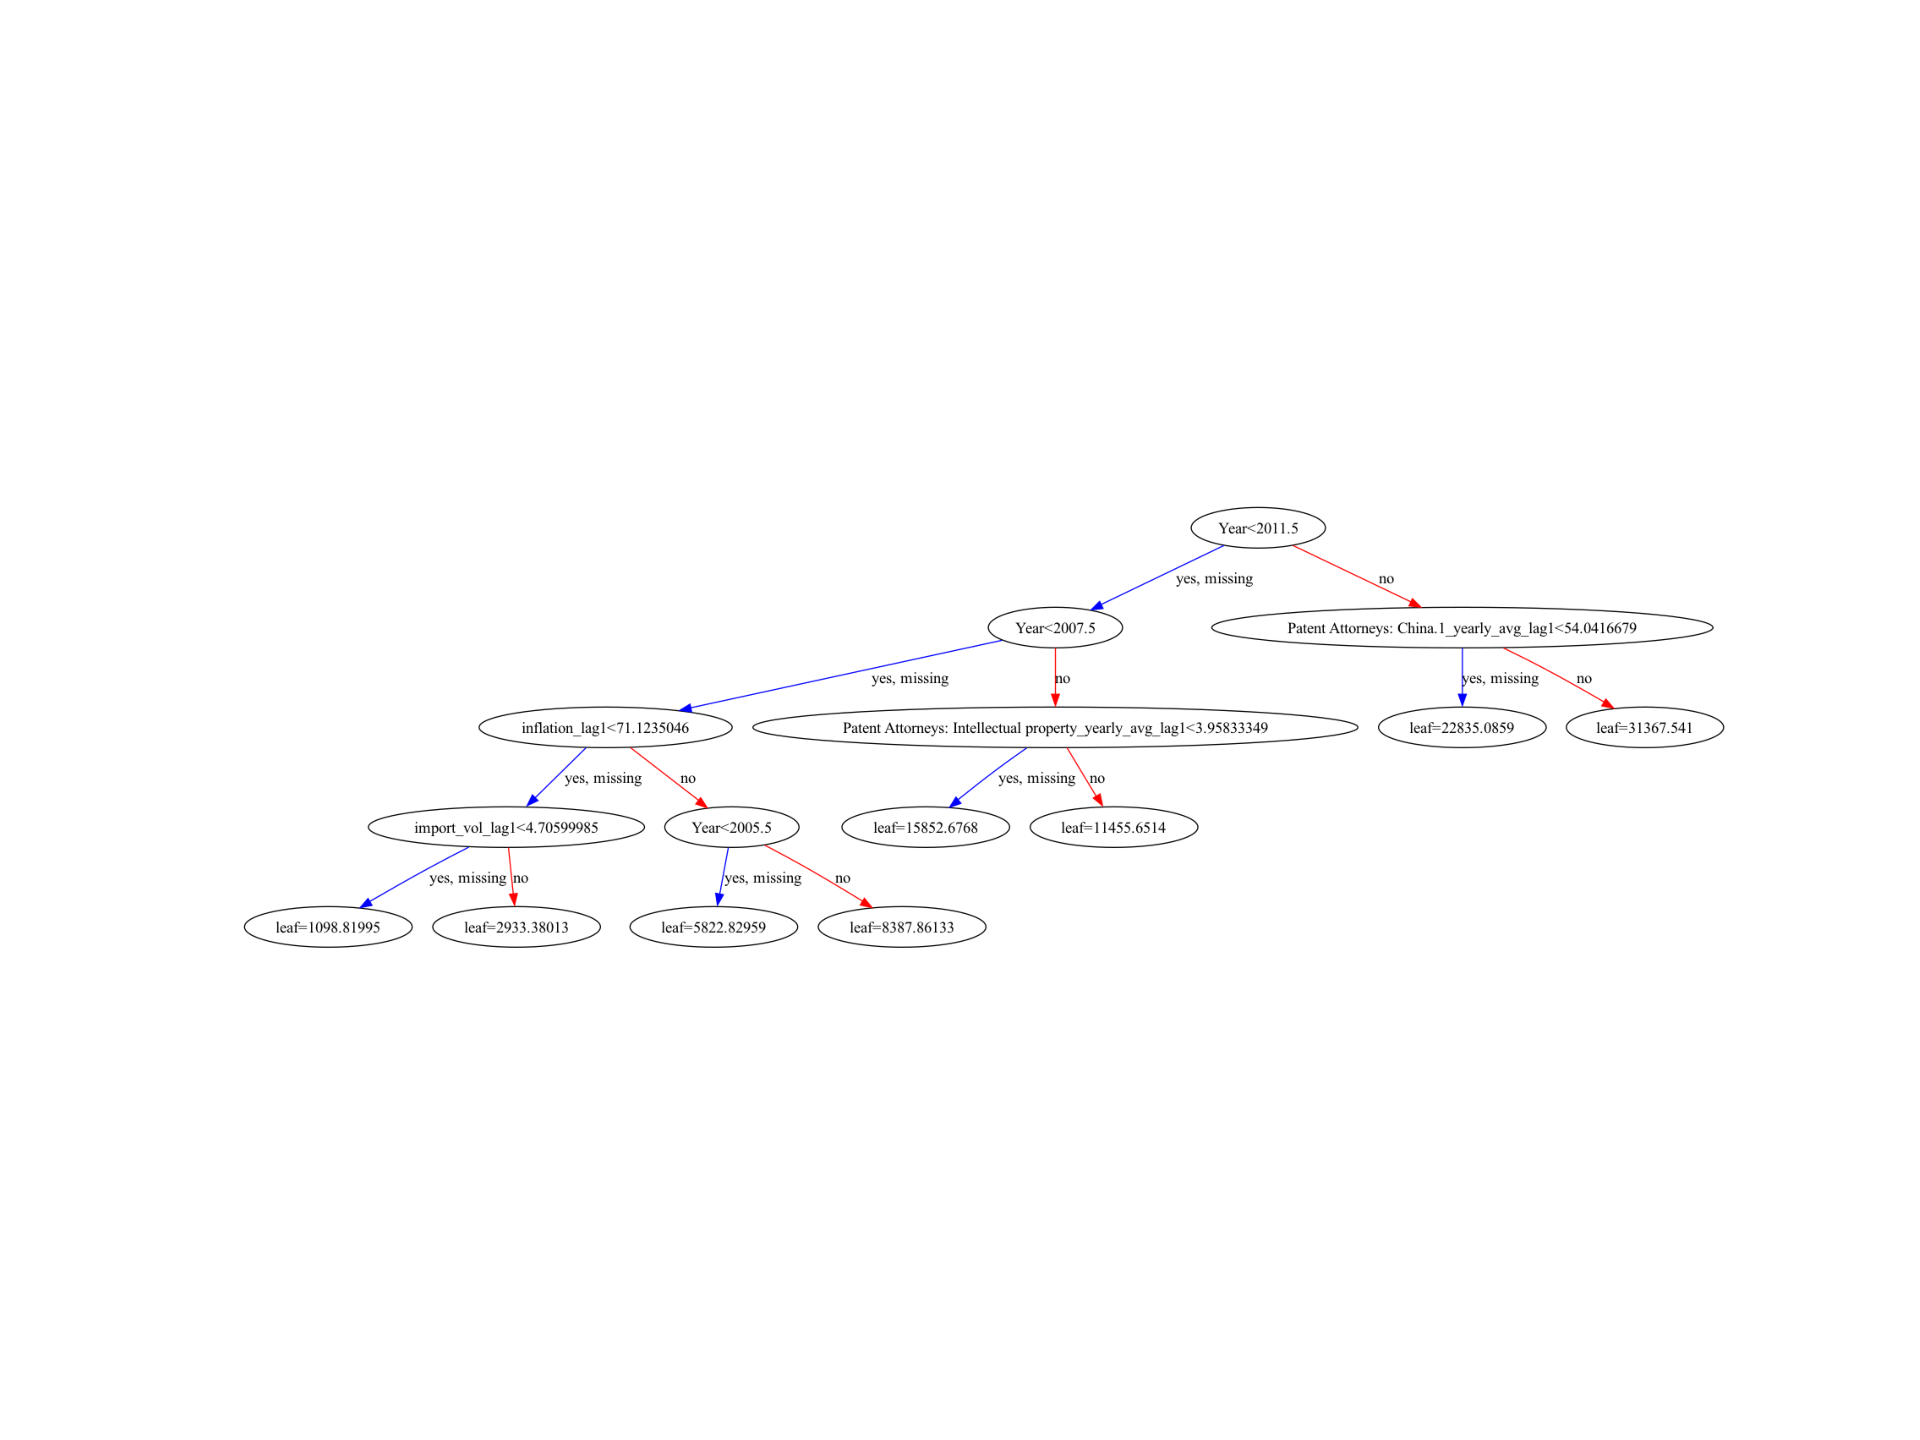 Year<2011.5
yes, missing
no
Year<2007.5
Patent Attorneys: China.1_yearly_avg_lag1<54.0416679
yes, missing
no
yes, missing
no
inflation_lag1<71.1235046
Patent Attorneys: Intellectual property_yearly_avg_lag1<3.95833349
leaf=22835.0859
leaf=31367.541
yes, missing
no
yes, missing
no
import_vol_lag1<4.70599985
Year<2005.5
leaf=15852.6768
leaf=11455.6514
yes, missing
no
yes, missing
no
leaf=1098.81995
leaf=2933.38013
leaf=5822.82959
leaf=8387.86133